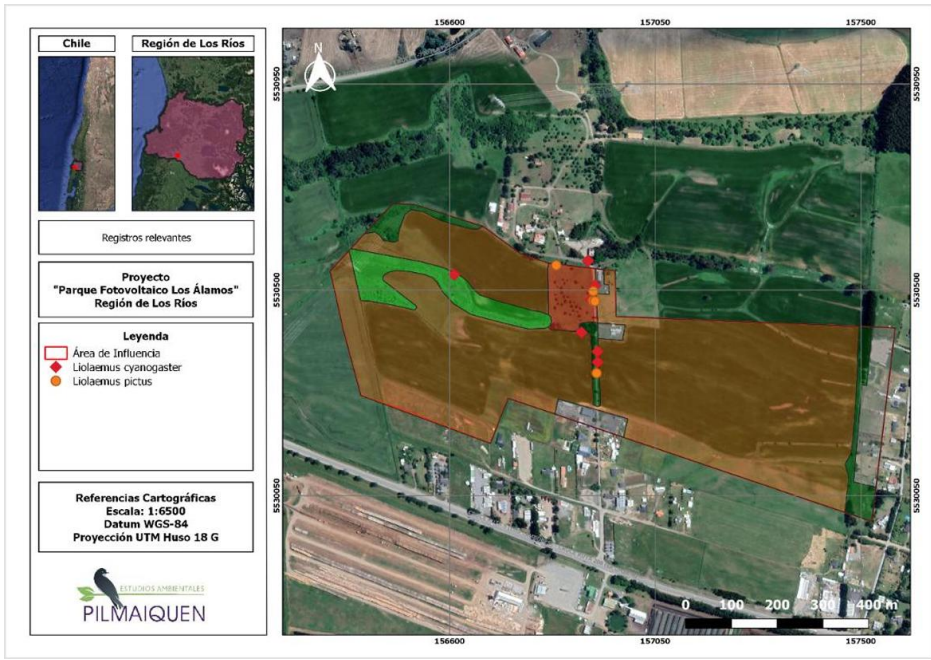 Chile
Región de Los Ríos
Registros relevantes
Proyecto
"Parque Fotovoltaico Los Álamos"
Región de Los Ríos
Leyenda
Área de Influencia
Liolaemus cyanogaster
Liolaemus pictus
Referencias Cartográficas
Escala: 1:6500
Datum WGS-84
Proyección UTM Huso 18 G
ESTUDIOS AMBIENTALES
PILMAIQUEN
156600 157050 157500
5530950 5530950
N
5530500 5530500
5530050 5530050
0 100 200 300 400 m
156600 157050 157500